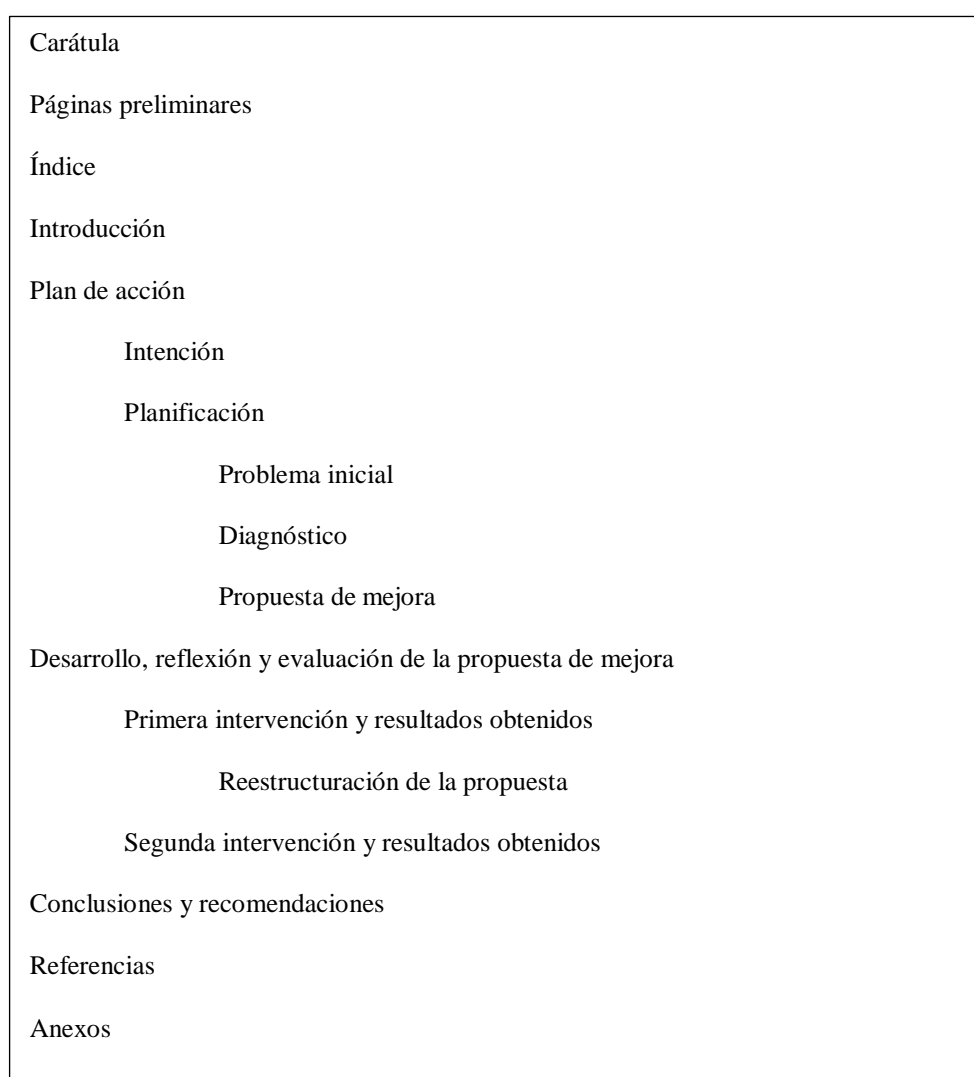 Carátula
Páginas preliminares
Índice
Introducción
Plan de acción
Intención
Planificación
Problema inicial
Diagnóstico
Propuesta de mejora
Desarrollo, reflexión y evaluación de la propuesta de mejora
Primera intervención y resultados obtenidos
Reestructuración de la propuesta
Segunda intervención y resultados obtenidos
Conclusiones y recomendaciones
Referencias
Anexos